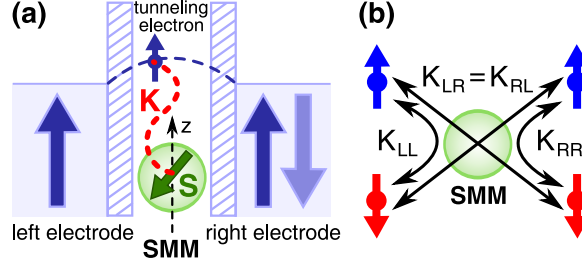 (a)
tunneling
electron
K
z
S
left electrode
SMM
right electrode
(b)
K_LR = K_RL
K_LL
K_RR
SMM